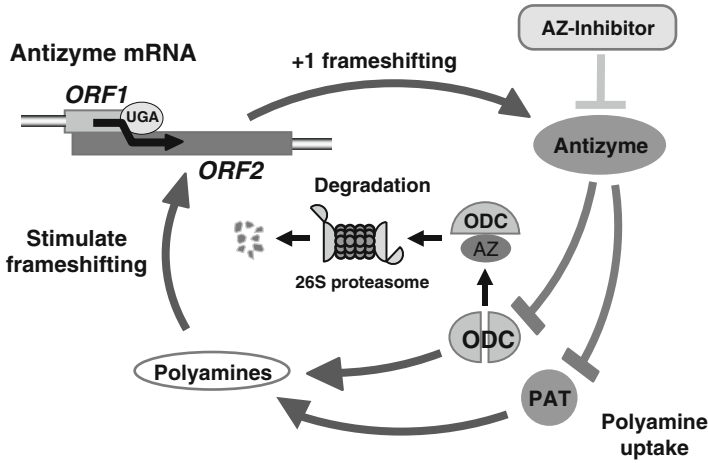 AZ-Inhibitor
Antizyme mRNA
+1 frameshifting
ORF1
UGA
Antizyme
ORF2
Degradation
ODC
AZ
Stimulate
frameshifting
26S proteasome
ODC
Polyamines
PAT
Polyamine
uptake